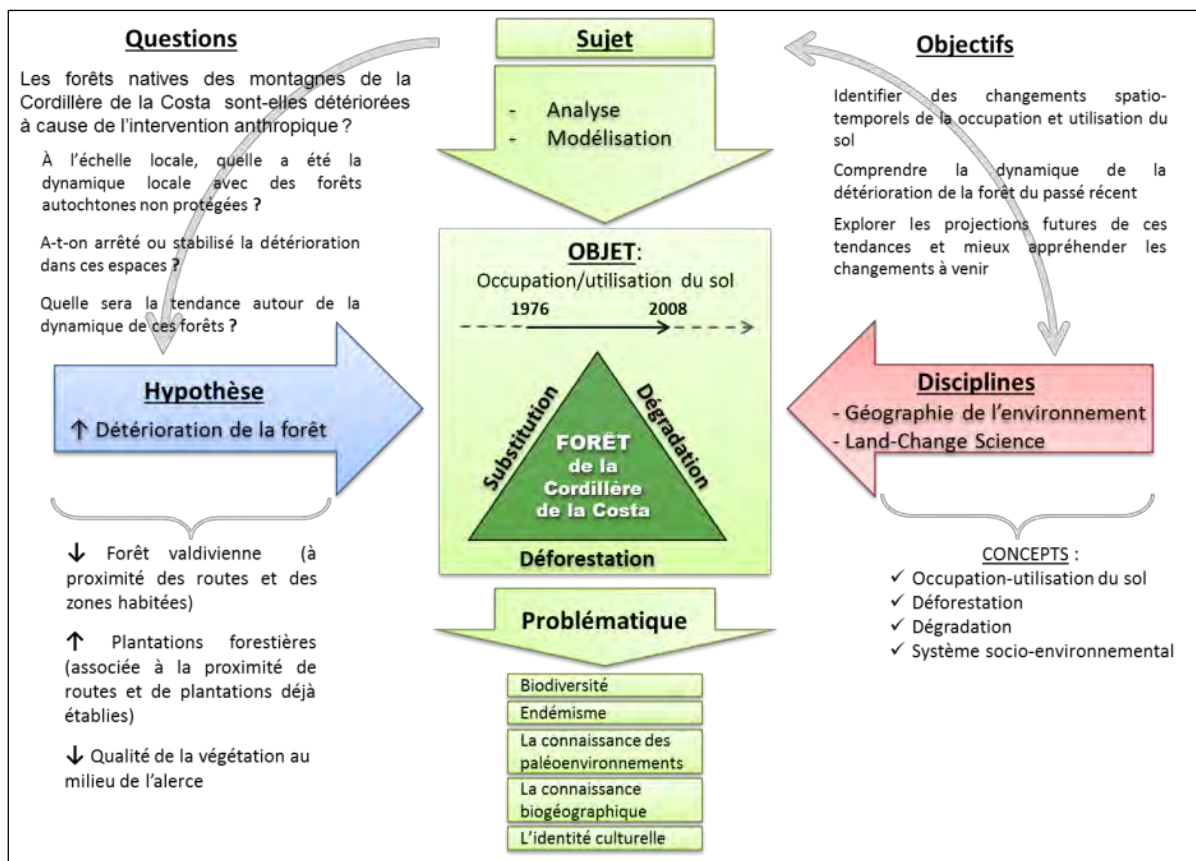 Questions
Les forêts natives des montagnes de la
Cordillère de la Costa sont-elles détériorées
à cause de l'intervention anthropique ?
À l'échelle locale, quelle a été la
dynamique locale avec des forêts
autochtones non protégées ?
A-t-on arrêté ou stabilisé la détérioration
dans ces espaces ?
Quelle sera la tendance autour de la
dynamique de ces forêts ?
Sujet
- Analyse
- Modélisation
Objectifs
Identifier des changements spatio-
temporels de la occupation et utilisation du
sol
Comprendre la dynamique de la
détérioration de la forêt du passé récent
Explorer les projections futures de ces
tendances et mieux appréhender les
changements à venir
Hypothèse
↑ Détérioration de la forêt
OBJET:
Occupation/utilisation du sol
1976 2008
Substitution
Dégradation
FORÊT
de la
Cordillère
de la Costa
Déforestation
Disciplines
- Géographie de l'environnement
- Land-Change Science
↓ Forêt valdivienne (à
proximité des routes et des
zones habitées)
↑ Plantations forestières
(associée à la proximité de
routes et de plantations déjà
établies)
↓ Qualité de la végétation au
milieu de l'alerce
Problématique
Biodiversité
Endémisme
La connaissance des
paléoenvironnements
La connaissance
biogéographique
L'identité culturelle
CONCEPTS :
✓ Occupation-utilisation du sol
✓ Déforestation
✓ Dégradation
✓ Système socio-environnemental